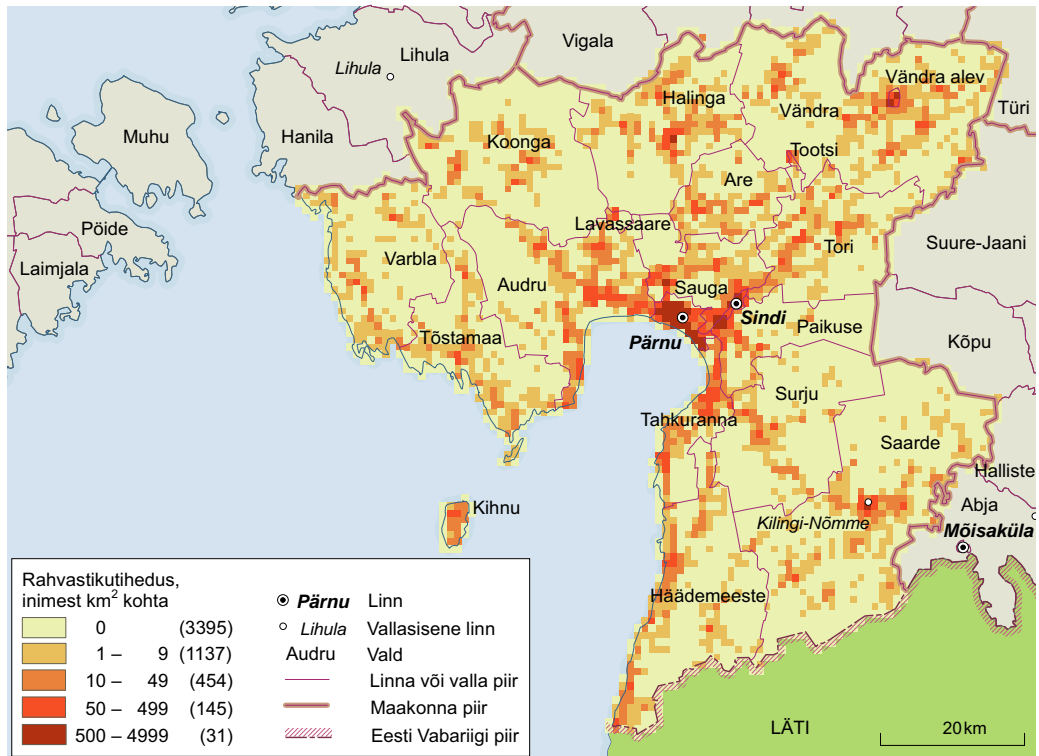 Vigala
Lihula
Lihula
Vändra alev
Halinga
Vändra
Türi
Muhu
Hanila
Koonga
Tootsi
Are
Pöide
Lavassaare
Suure-Jaani
Tori
Varbla
Laimjala
Audru
Sauga
Sindi
Paikuse
Pärnu
Tõstamaa
Kõpu
Surju
Tahkuranna
Saarde
Halliste
Kihnu
Abja
Kilingi-Nõmme
Mõisaküla
Häädemeeste
LÄTI
20 km
Rahvastikutihedus,
inimest km² kohta
0 (3395)
1 – 9 (1137)
10 – 49 (454)
50 – 499 (145)
500 – 4999 (31)
Pärnu Linn
Lihula Vallasisene linn
Audru Vald
Linna või valla piir
Maakonna piir
Eesti Vabariigi piir